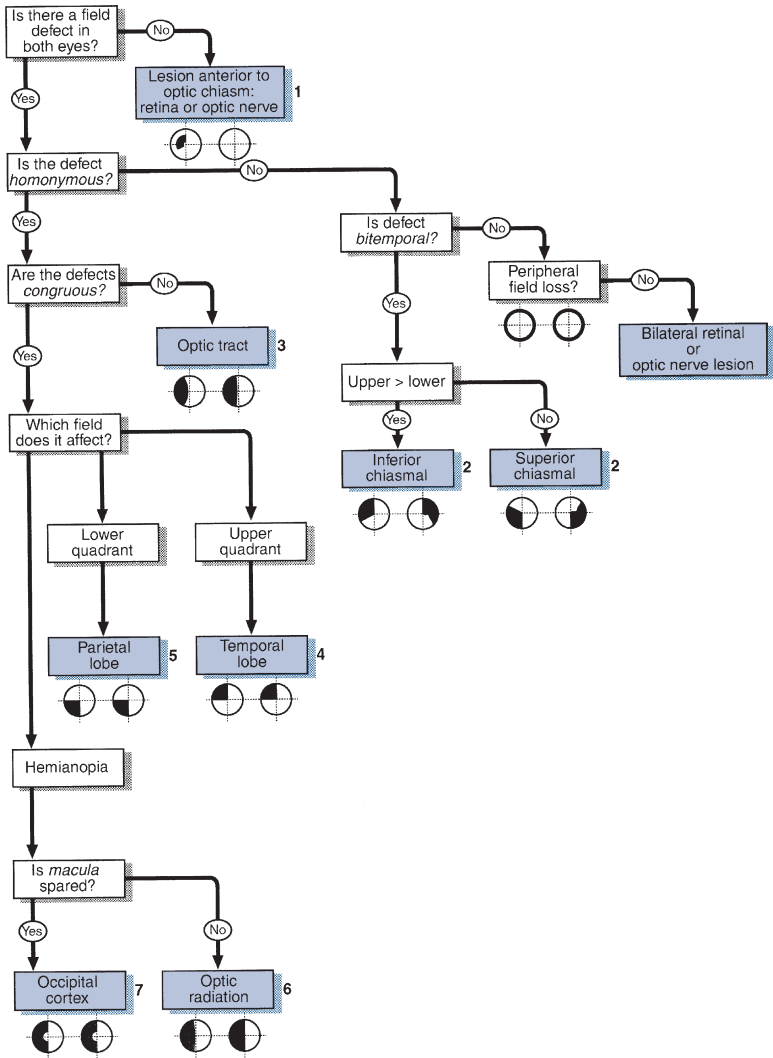 Is there a field
defect in
both eyes?
No
Lesion anterior to
optic chiasm:
retina or optic nerve
1
Yes
Is the defect
homonymous?
No
Yes
Is defect
bitemporal?
No
Are the defects
congruous?
No
Peripheral
field loss?
No
Yes
Optic tract
3
Bilateral retinal
or
optic nerve lesion
Yes
Upper > lower
Which field
does it affect?
Yes
No
Inferior
chiasmal
2
Superior
chiasmal
2
Lower
quadrant
Upper
quadrant
Parietal
lobe
5
Temporal
lobe
4
Hemianopia
Is macula
spared?
Yes
No
Occipital
cortex
7
Optic
radiation
6